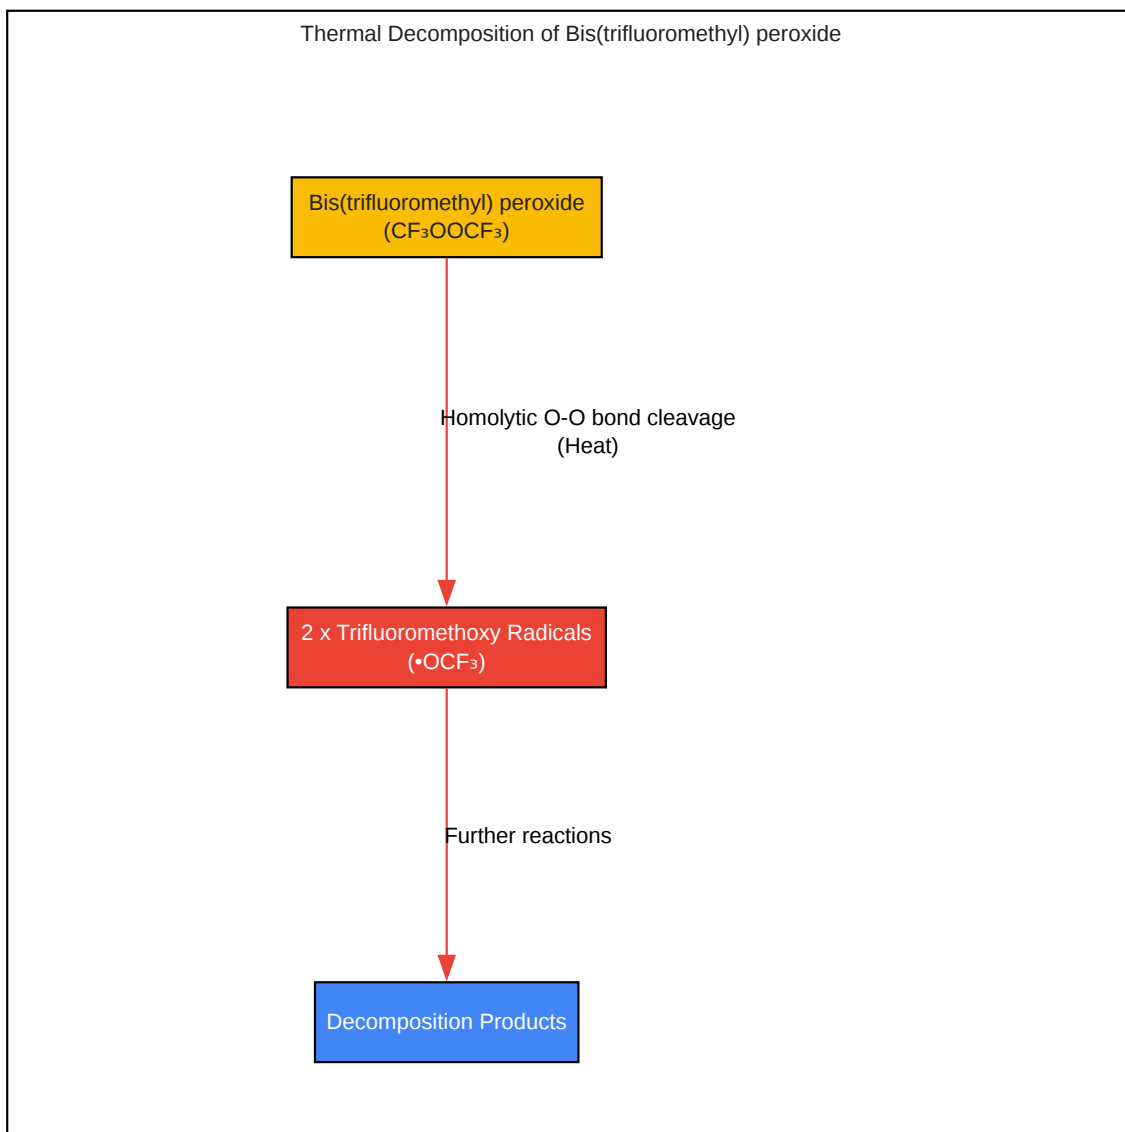 Thermal Decomposition of Bis(trifluoromethyl) peroxide
Bis(trifluoromethyl) peroxide
(CF₃OOCF₃)
Homolytic O-O bond cleavage
(Heat)
2 x Trifluoromethoxy Radicals
(•OCF₃)
Further reactions
Decomposition Products